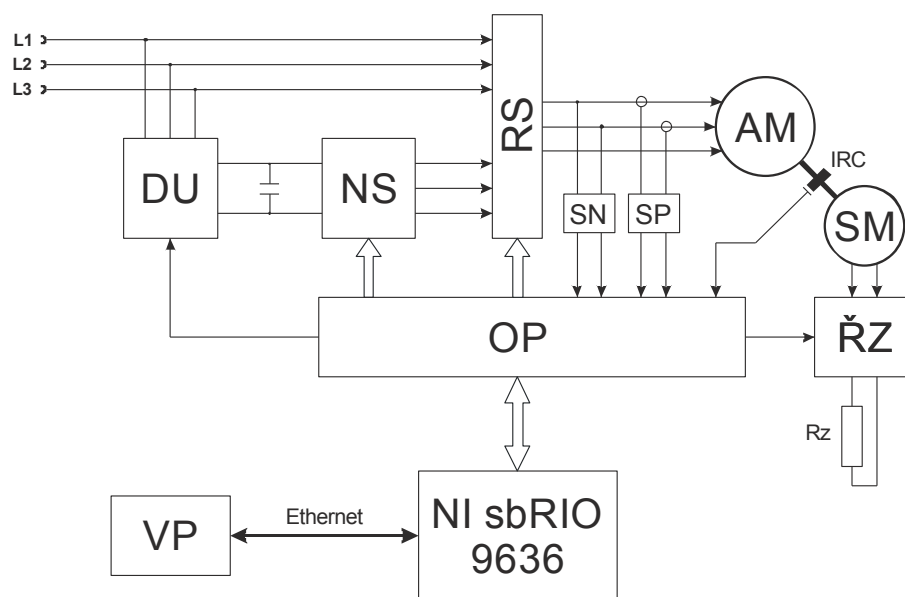 L1
L2
L3
RS
AM
IRC
DU
NS
SN
SP
SM
OP
ŘZ
Rz
VP
Ethernet
NI sbRIO
9636